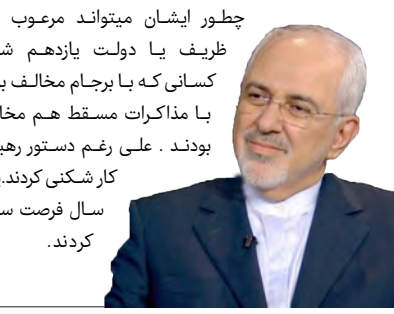 چطور ایشان میتواند مرعوب
ظریف یا دولت یازدهم
کسانی که با برجام مخالف
با مذاکرات مسقط هم
بودند . علی رغم دستور
کار شکنی کردند.
سال فرصت
کردند.